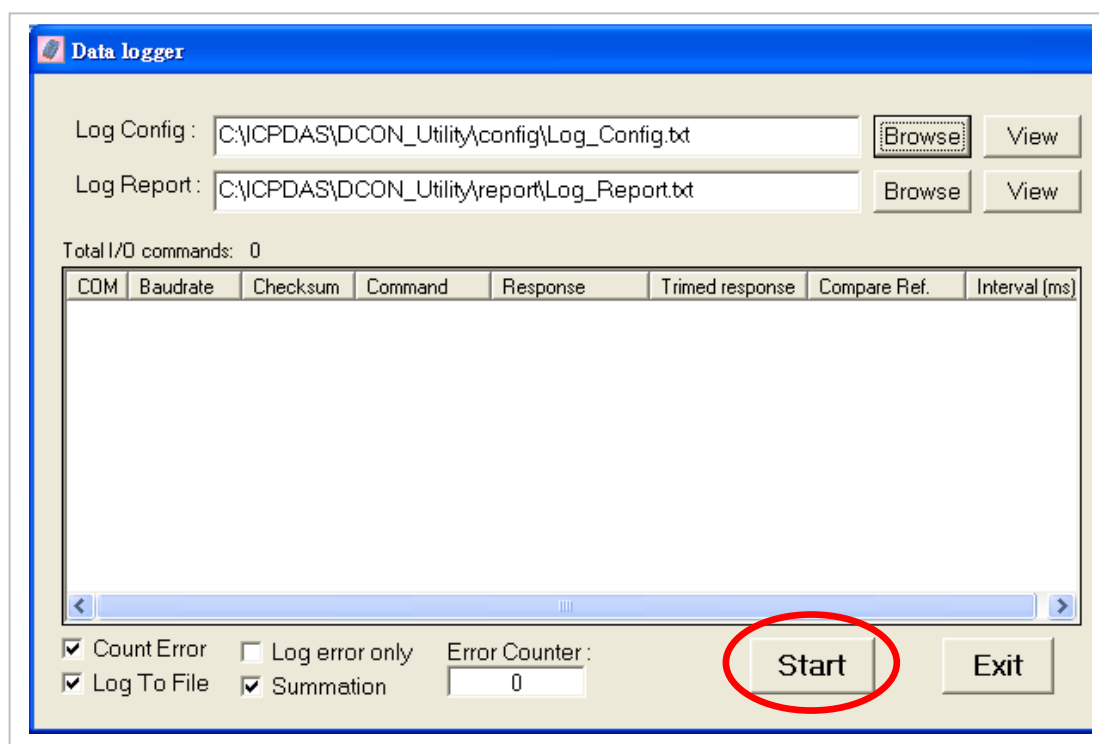 Data logger
Log Config : C:\ICPDAS\DCON_Utility\config\Log_Config.txt Browse View
Log Report : C:\ICPDAS\DCON_Utility\report\Log_Report.txt Browse View
Total I/O commands: 0
COM Baudrate Checksum Command Response Trimed response Compare Ref. Interval (ms)
Count Error Log error only Error Counter : Start Exit
Log To File Summation 0